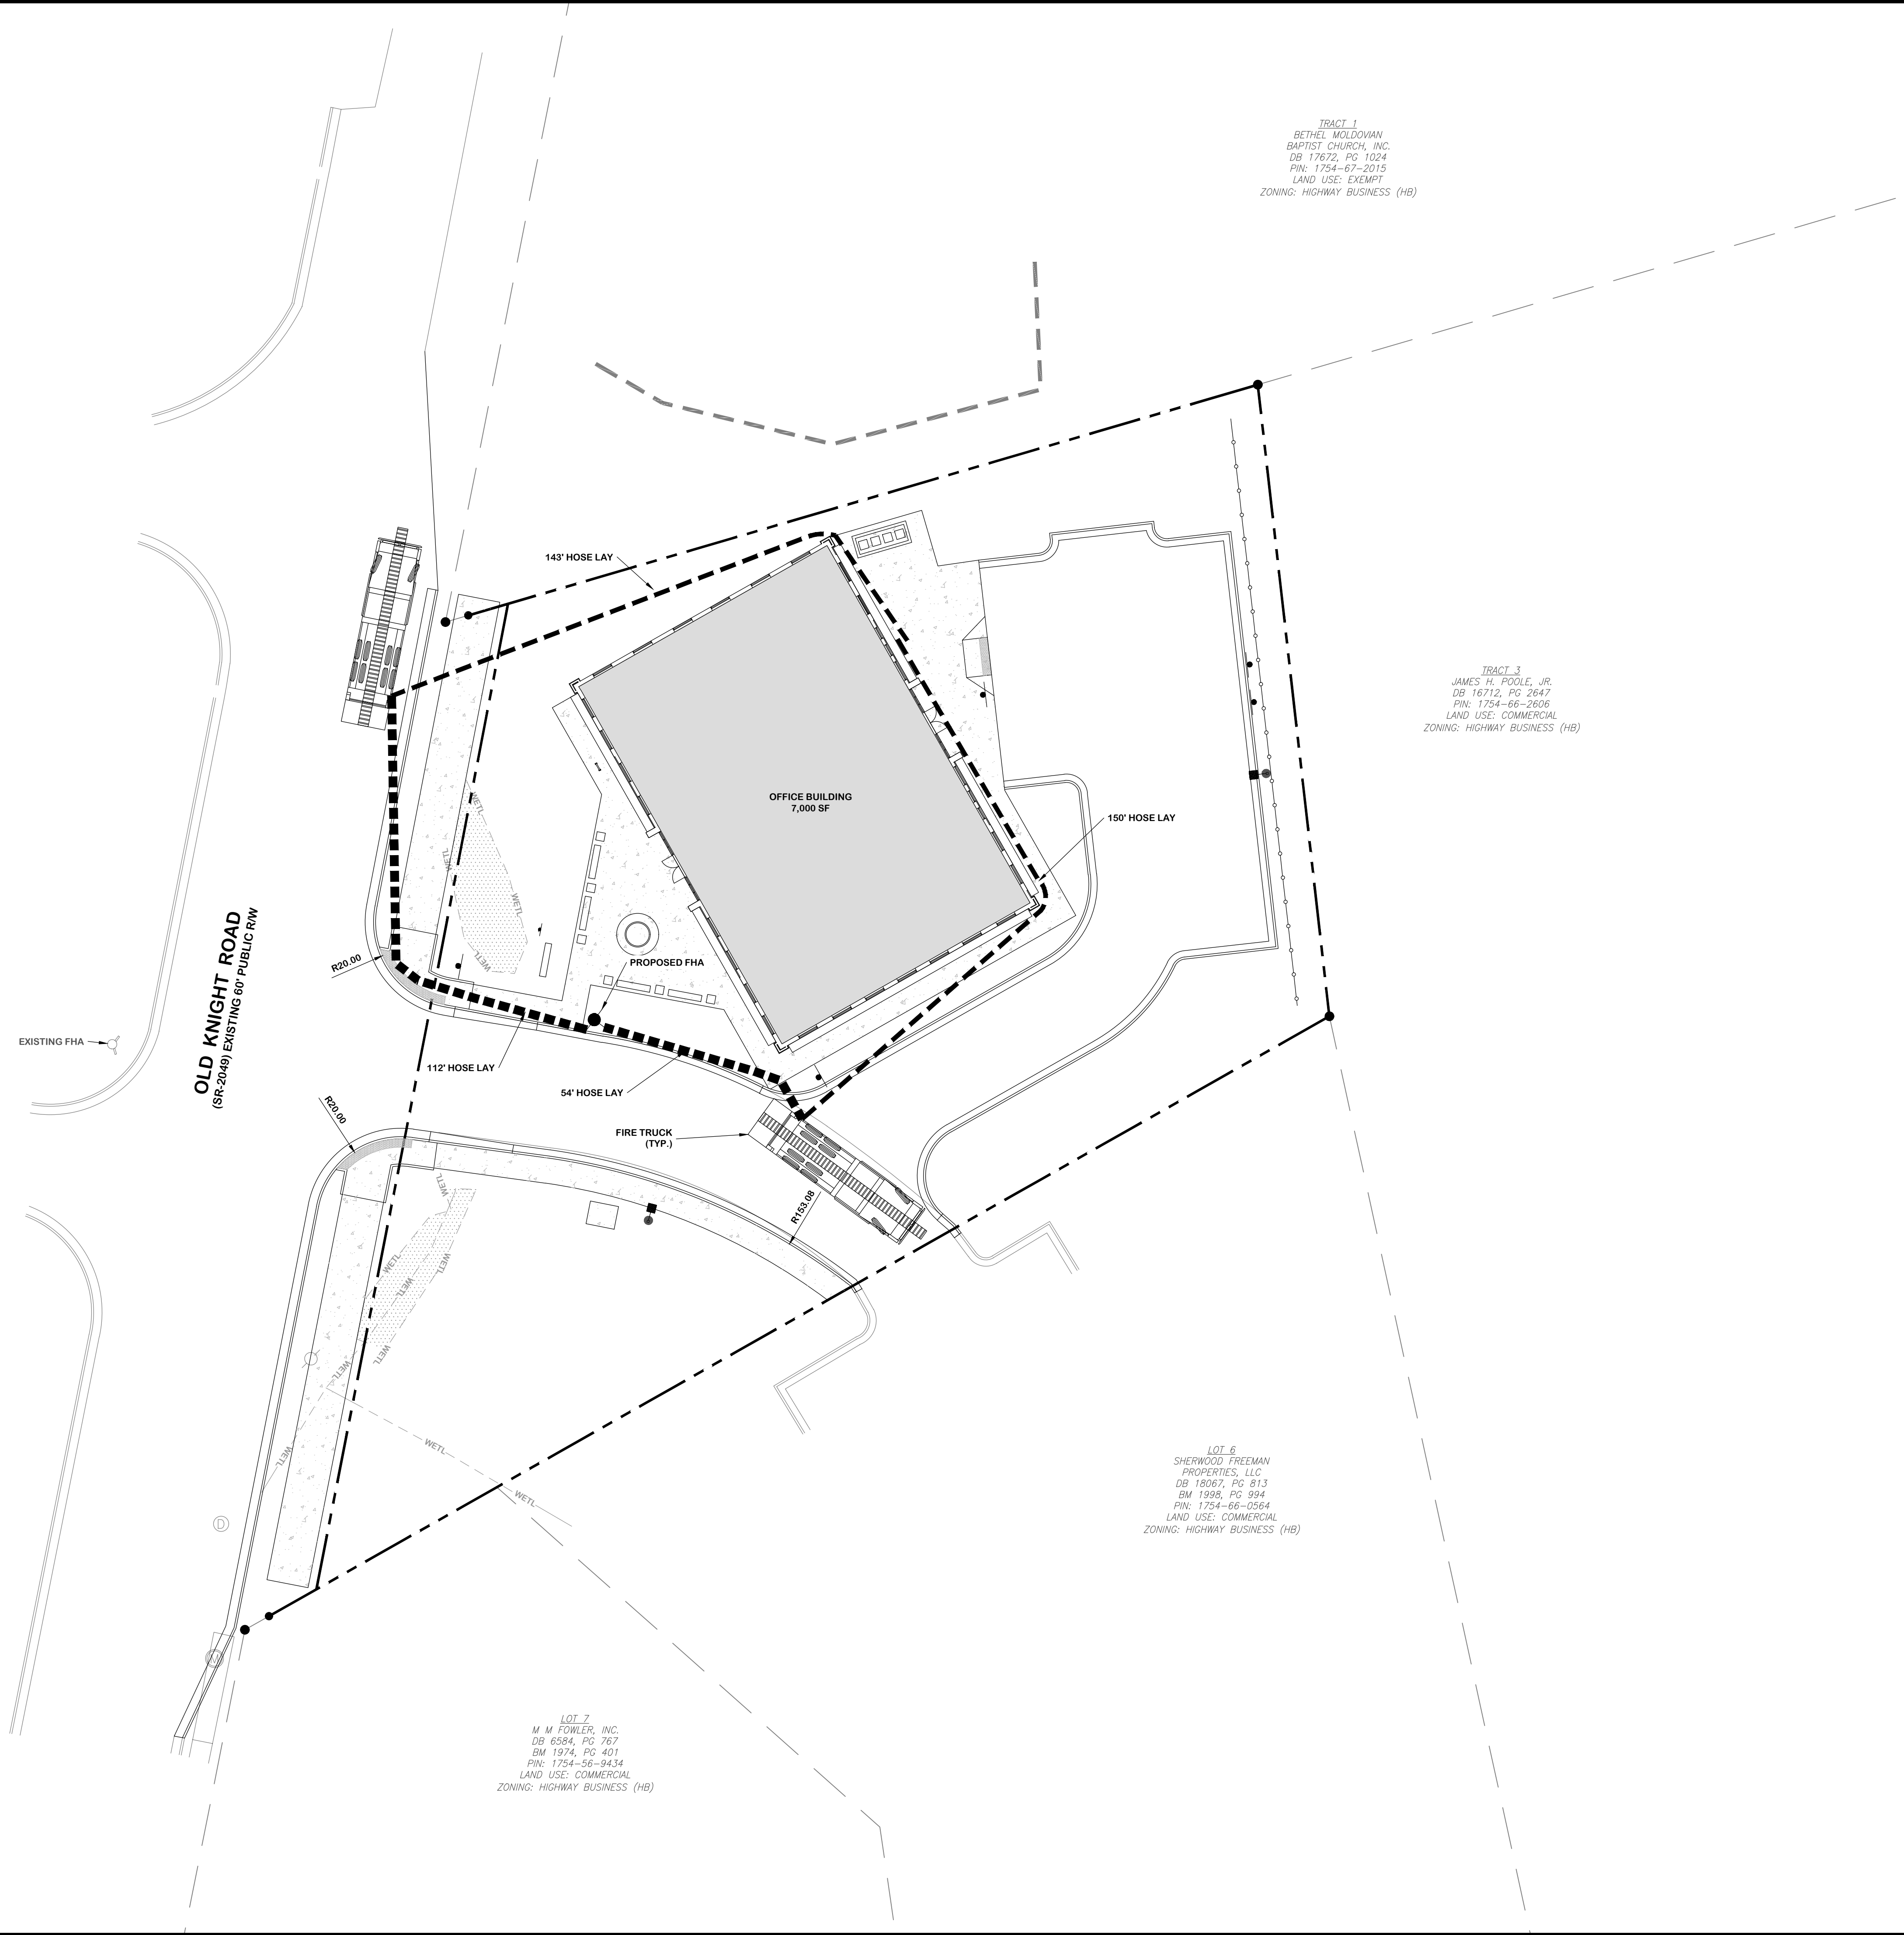 TRACT 1
BETHEL MOLDOVIAN
BAPTIST CHURCH, INC.
DB 17672, PG 1024
PIN: 1754-67-2015
LAND USE: EXEMPT
ZONING: HIGHWAY BUSINESS (HB)
143' HOSE LAY
TRACT 3
JAMES H. POOLE, JR.
DB 16712, PG 2647
PIN: 1754-66-2606
LAND USE: COMMERCIAL
ZONING: HIGHWAY BUSINESS (HB)
OFFICE BUILDING
7,000 SF
150' HOSE LAY
WETL
WETL
WETL
WETL
R20.00
PROPOSED FHA
OLD KNIGHT ROAD
(SR-2049) EXISTING 60' PUBLIC R/W
EXISTING FHA
112' HOSE LAY
54' HOSE LAY
R20.00
FIRE TRUCK
(TYP.)
R153.08
WETL
WETL
WETL
WETL
WETL
WETL
WETL
WETL
WETL
D
M
LOT 6
SHERWOOD FREEMAN
PROPERTIES, LLC
DB 18067, PG 813
BM 1998, PG 994
PIN: 1754-66-0564
LAND USE: COMMERCIAL
ZONING: HIGHWAY BUSINESS (HB)
LOT 7
M M FOWLER, INC.
DB 6584, PG 767
BM 1974, PG 401
PIN: 1754-56-9434
LAND USE: COMMERCIAL
ZONING: HIGHWAY BUSINESS (HB)